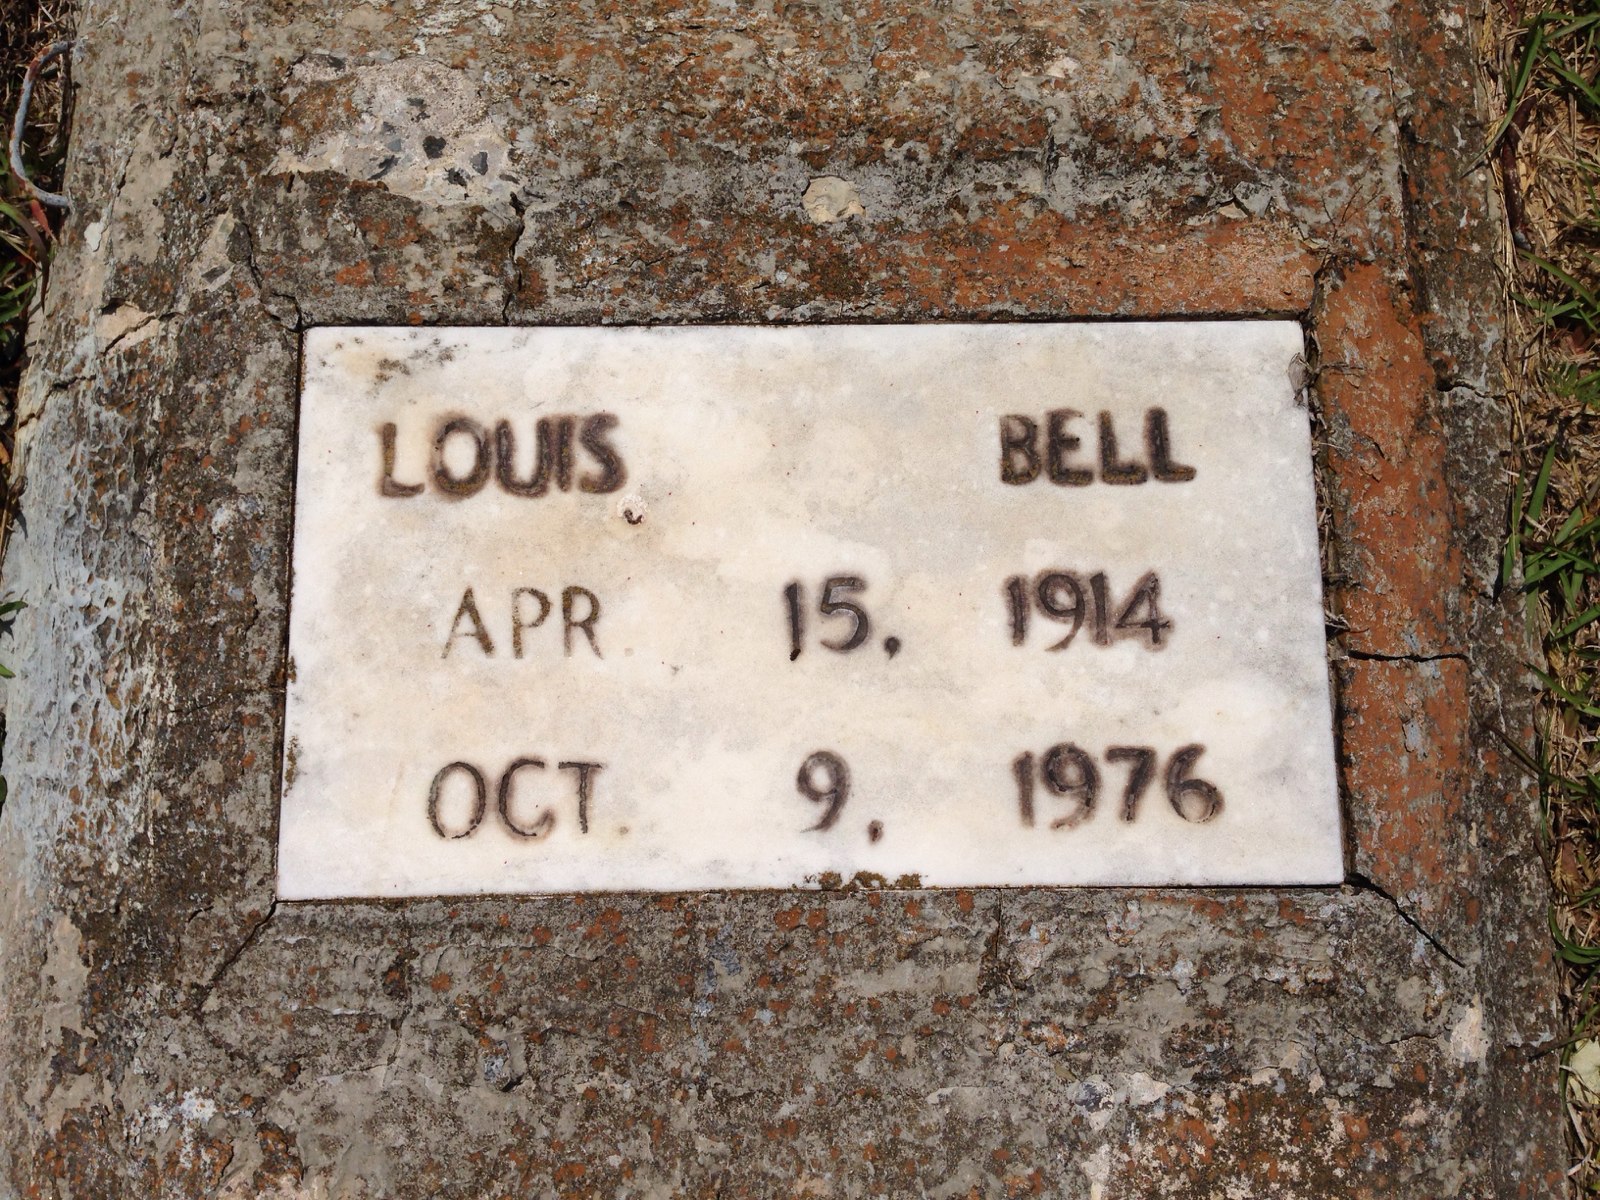 LOUIS BELL
APR 15, 1914
OCT 9, 1976